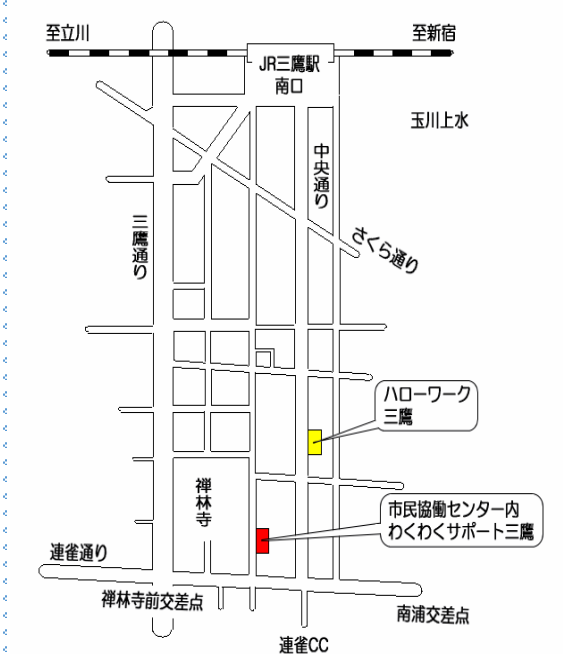 至立川
至新宿
JR三鷹駅
南口
玉川上水
中央通り
三鷹通り
さくら通り
ハローワーク
三鷹
禅林寺
市民協働センター内
わくわくサポート三鷹
連雀通り
禅林寺前交差点
南浦交差点
連雀CC